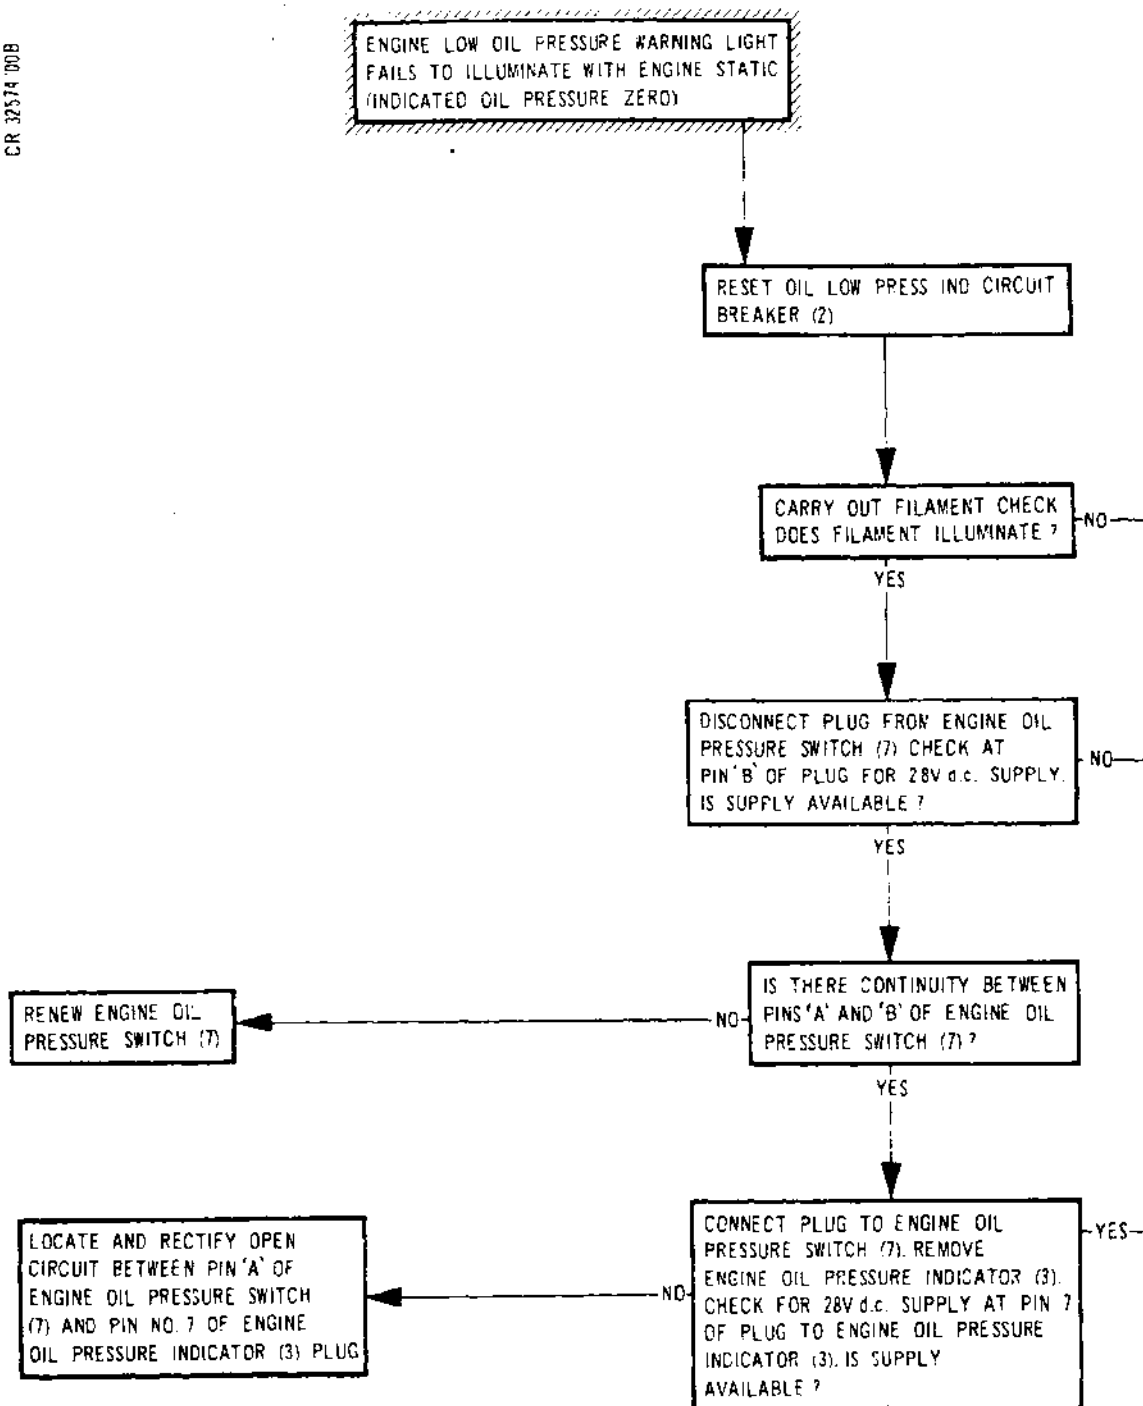 CR 32574 00B
ENGINE LOW OIL PRESSURE WARNING LIGHT
FAILS TO ILLUMINATE WITH ENGINE STATIC
(INDICATED OIL PRESSURE ZERO)
RESET OIL LOW PRESS IND CIRCUIT
BREAKER (2)
CARRY OUT FILAMENT CHECK
DOES FILAMENT ILLUMINATE ?
NO
YES
DISCONNECT PLUG FROM ENGINE OIL
PRESSURE SWITCH (7) CHECK AT
PIN 'B' OF PLUG FOR 28V d.c. SUPPLY.
IS SUPPLY AVAILABLE ?
NO
YES
IS THERE CONTINUITY BETWEEN
PINS 'A' AND 'B' OF ENGINE OIL
PRESSURE SWITCH (7) ?
NO
RENEW ENGINE OIL
PRESSURE SWITCH (7)
YES
CONNECT PLUG TO ENGINE OIL
PRESSURE SWITCH (7). REMOVE
ENGINE OIL PRESSURE INDICATOR (3).
CHECK FOR 28V d.c. SUPPLY AT PIN 7
OF PLUG TO ENGINE OIL PRESSURE
INDICATOR (3). IS SUPPLY
AVAILABLE ?
YES
NO
LOCATE AND RECTIFY OPEN
CIRCUIT BETWEEN PIN 'A' OF
ENGINE OIL PRESSURE SWITCH
(7) AND PIN NO. 7 OF ENGINE
OIL PRESSURE INDICATOR (3) PLUG